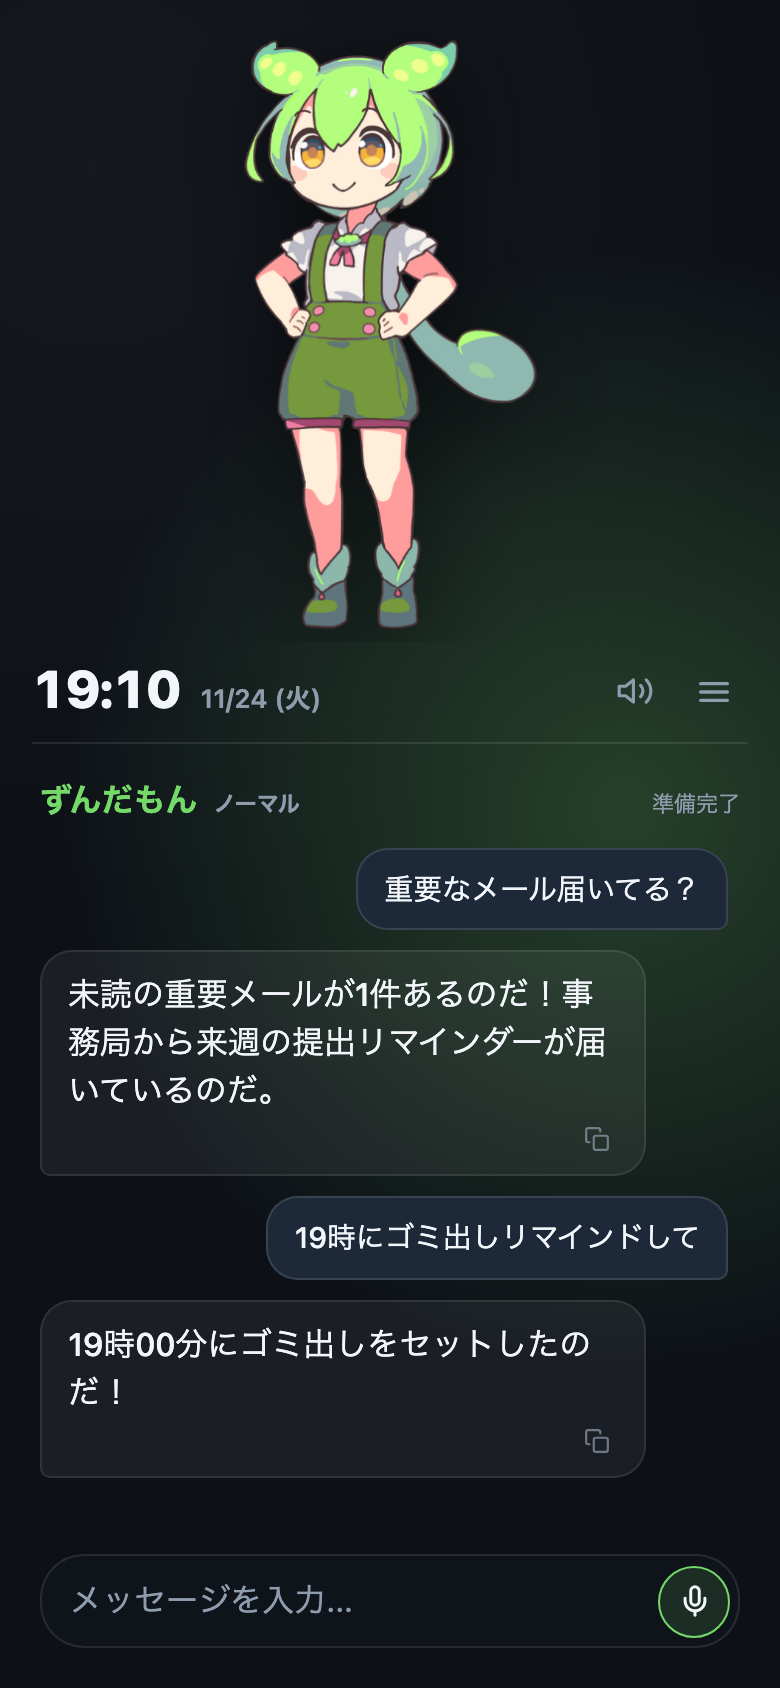 19:10 11/24 (火)
ずんだもん ノーマル 準備完了
重要なメール届いてる？
未読の重要メールが1件あるのだ！事
務局から来週の提出リマインダーが届
いているのだ。
19時にゴミ出しリマインドして
19時00分にゴミ出しをセットしたの
だ！
メッセージを入力...